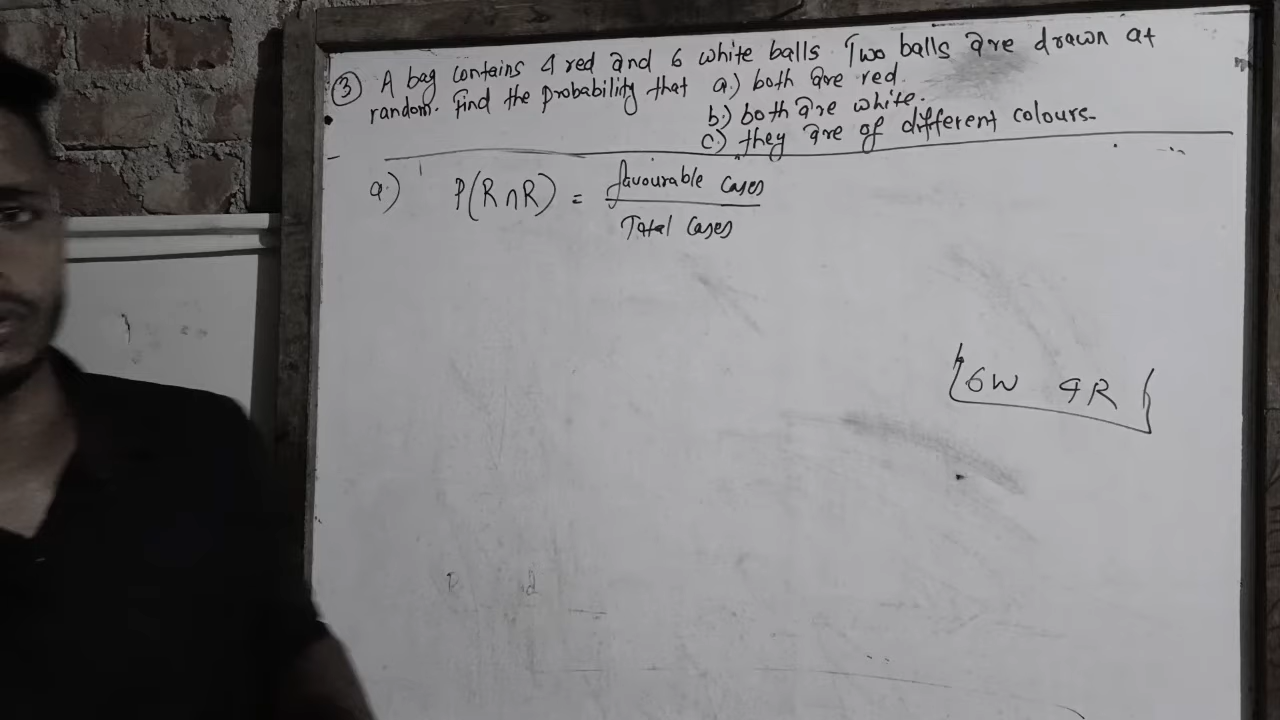 ③ A bag contains 4 red and 6 white balls. Two balls are drawn at
random. Find the probability that a.) both are red.
b.) both are white.
c.) they are of different colours.
a.) P(R∩R) = favourable cases
Total cases
6W 4R